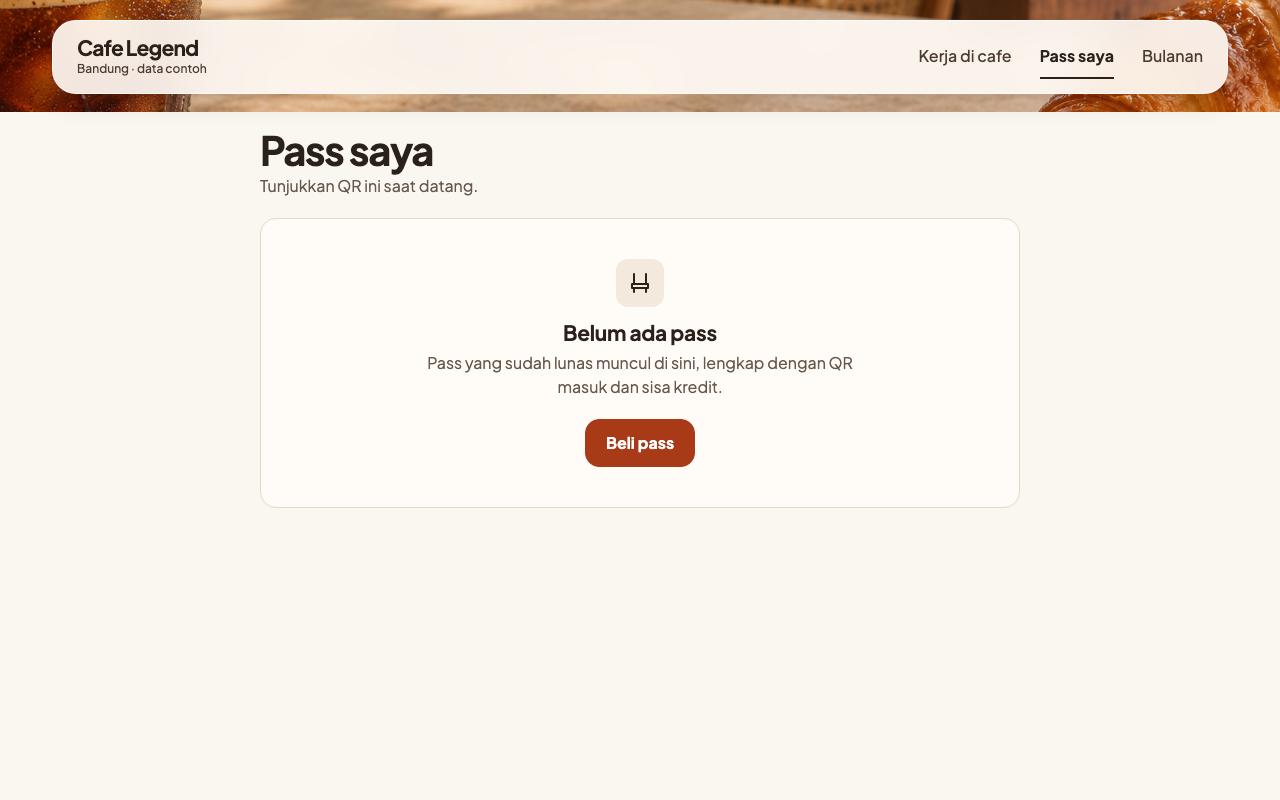 Cafe Legend
Bandung · data contoh
Kerja di cafe
Pass saya
Bulanan
Pass saya
Tunjukkan QR ini saat datang.
Belum ada pass
Pass yang sudah lunas muncul di sini, lengkap dengan QR
masuk dan sisa kredit.
Beli pass